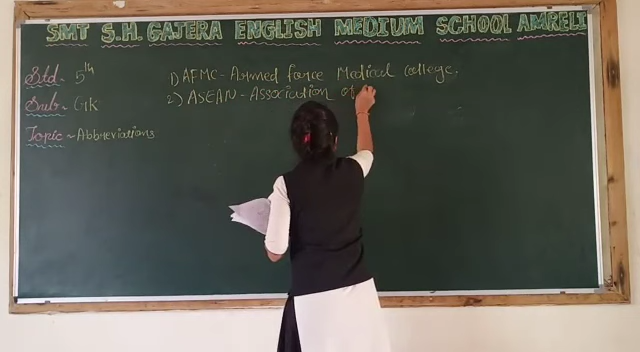 SMT S.H. GAJERA ENGLISH MEDIUM SCHOOL AMRELI
Std. 5th
Sub. GK
Topic ~ Abbreviations
1) AFMC - Armed force Medical college.
2) ASEAN - Association of